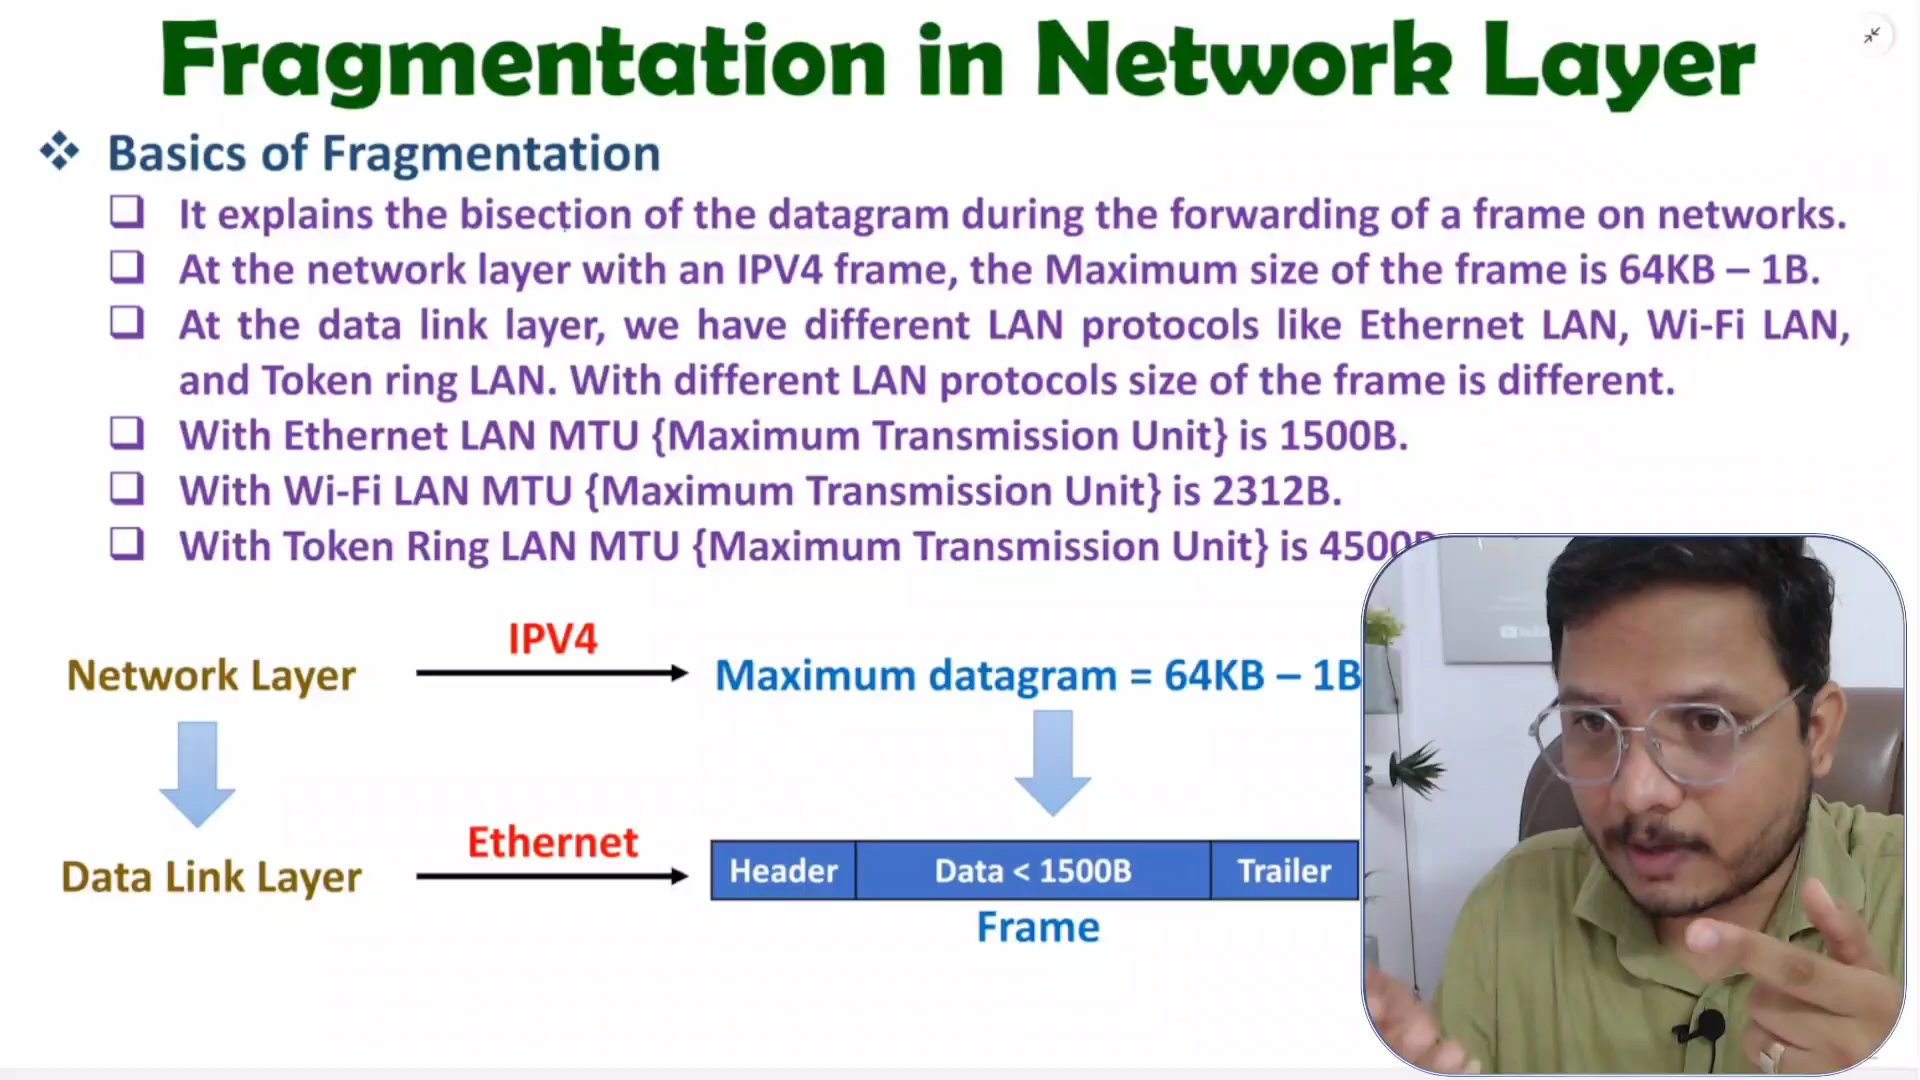 Fragmentation in Network Layer
Basics of Fragmentation
It explains the bisection of the datagram during the forwarding of a frame on networks.
At the network layer with an IPV4 frame, the Maximum size of the frame is 64KB – 1B.
At the data link layer, we have different LAN protocols like Ethernet LAN, Wi-Fi LAN,
and Token ring LAN. With different LAN protocols size of the frame is different.
With Ethernet LAN MTU {Maximum Transmission Unit} is 1500B.
With Wi-Fi LAN MTU {Maximum Transmission Unit} is 2312B.
With Token Ring LAN MTU {Maximum Transmission Unit} is 4500B
IPV4
Network Layer
Maximum datagram = 64KB – 1B
Ethernet
Data Link Layer
Header
Data < 1500B
Trailer
Frame